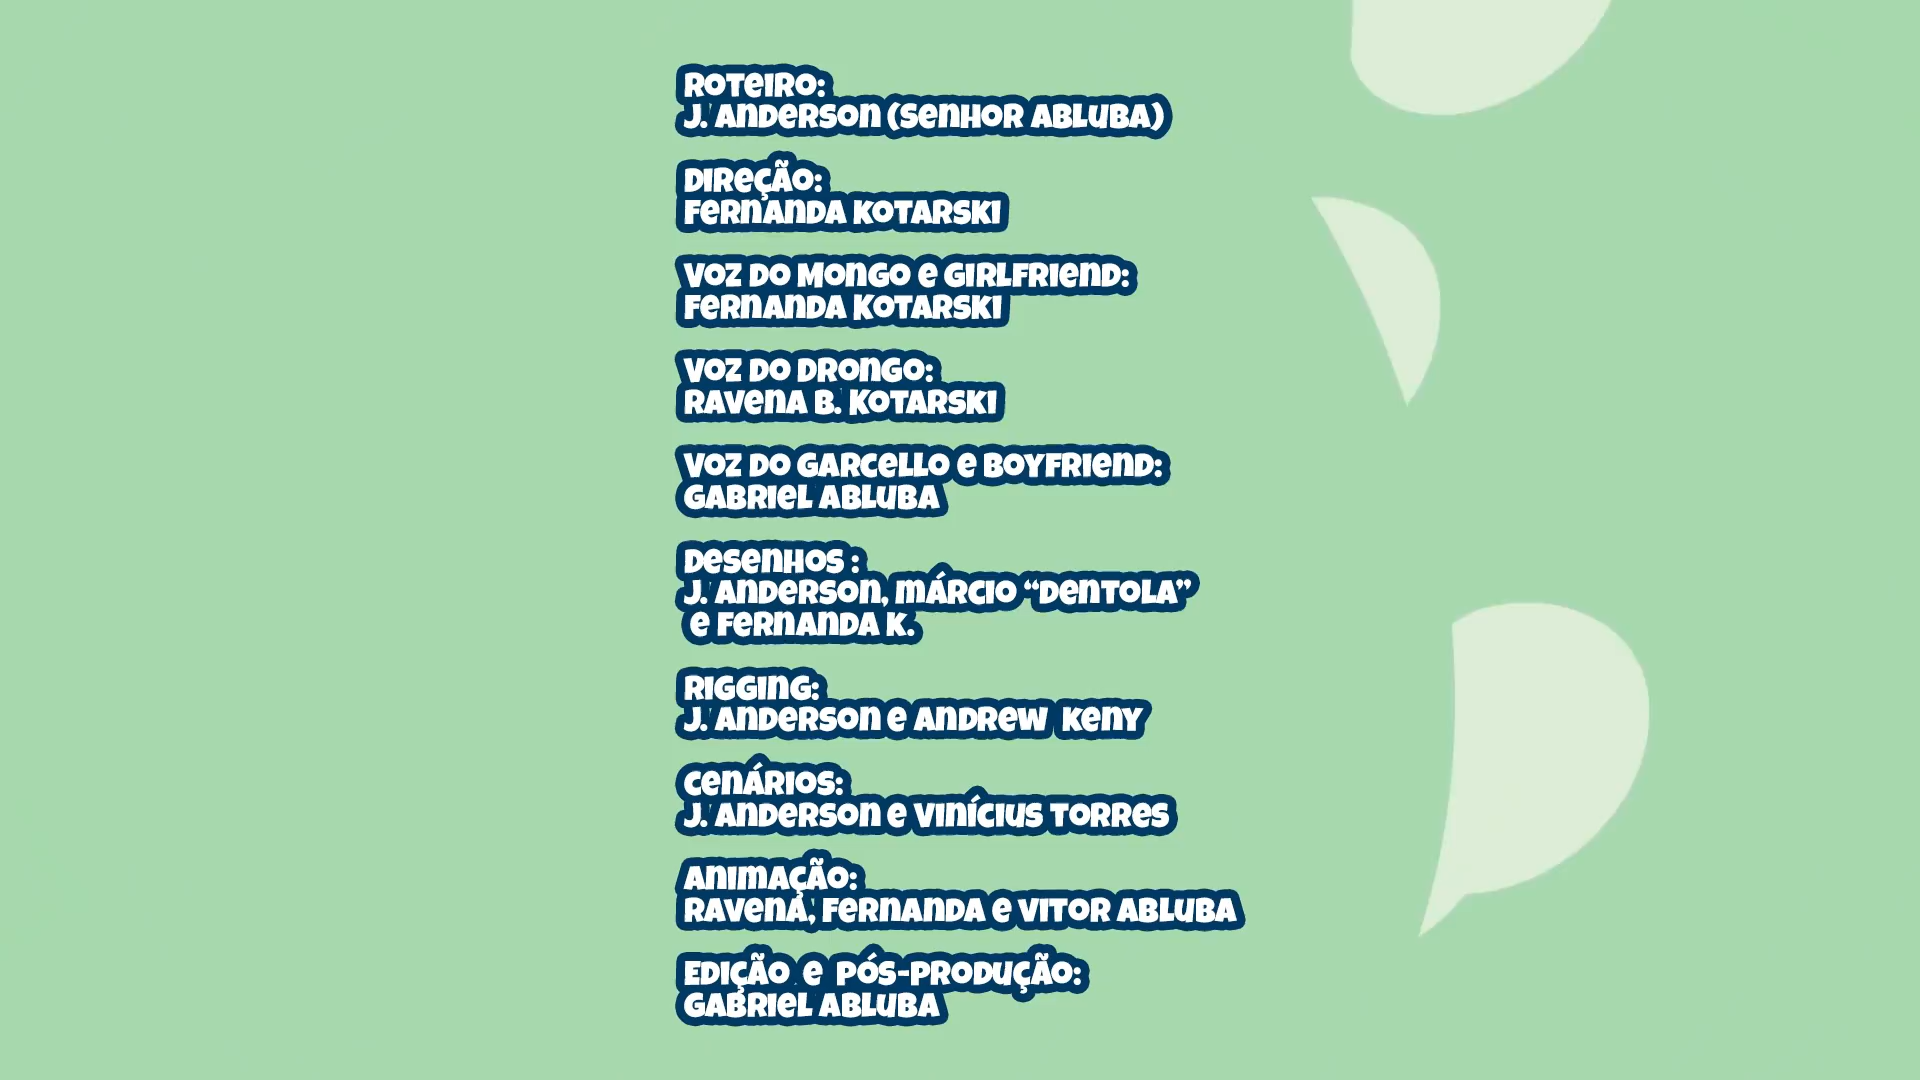 Roteiro:
J. Anderson (Senhor Abluba)
Direção:
Fernanda Kotarski
Voz do Mongo e Girlfriend:
Fernanda Kotarski
Voz do Drongo:
Ravena B. Kotarski
Voz do Garcello e Boyfriend:
Gabriel Abluba
Desenhos :
J. Anderson, Márcio “Dentola”
e Fernanda K.
Rigging:
J. Anderson e Andrew Keny
Cenários:
J. Anderson e Vinícius Torres
Animação:
Ravena, Fernanda e Vitor Abluba
Edição e Pós-Produção:
Gabriel Abluba